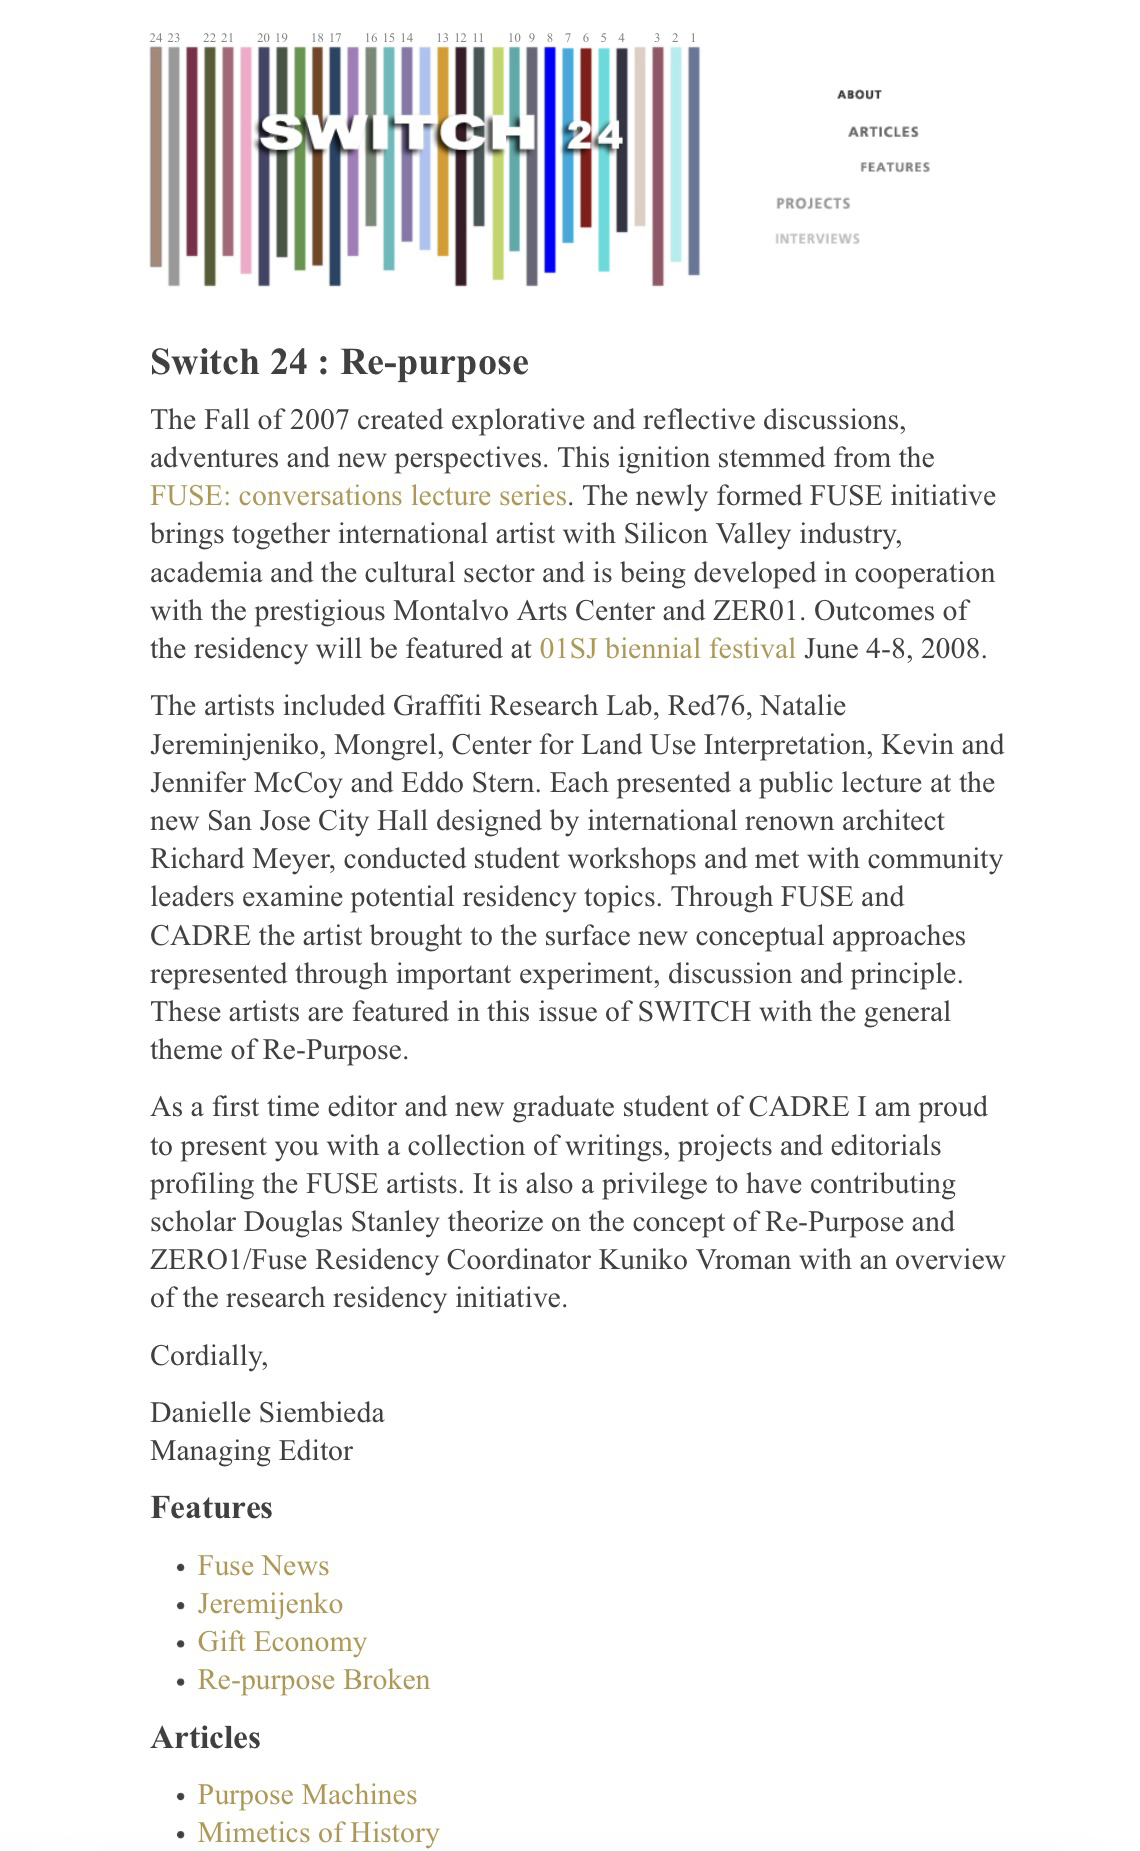 24 23 22 21 20 19 18 17 16 15 14 13 12 11 10 9 8 7 6 5 4 3 2 1
SWITCH 24
ABOUT
ARTICLES
FEATURES
PROJECTS
INTERVIEWS
Switch 24 : Re-purpose
The Fall of 2007 created explorative and reflective discussions,
adventures and new perspectives. This ignition stemmed from the
FUSE: conversations lecture series. The newly formed FUSE initiative
brings together international artist with Silicon Valley industry,
academia and the cultural sector and is being developed in cooperation
with the prestigious Montalvo Arts Center and ZER01. Outcomes of
the residency will be featured at 01SJ biennial festival June 4-8, 2008.
The artists included Graffiti Research Lab, Red76, Natalie
Jereminjeniko, Mongrel, Center for Land Use Interpretation, Kevin and
Jennifer McCoy and Eddo Stern. Each presented a public lecture at the
new San Jose City Hall designed by international renown architect
Richard Meyer, conducted student workshops and met with community
leaders examine potential residency topics. Through FUSE and
CADRE the artist brought to the surface new conceptual approaches
represented through important experiment, discussion and principle.
These artists are featured in this issue of SWITCH with the general
theme of Re-Purpose.
As a first time editor and new graduate student of CADRE I am proud
to present you with a collection of writings, projects and editorials
profiling the FUSE artists. It is also a privilege to have contributing
scholar Douglas Stanley theorize on the concept of Re-Purpose and
ZERO1/Fuse Residency Coordinator Kuniko Vroman with an overview
of the research residency initiative.
Cordially,
Danielle Siembieda
Managing Editor
Features
• Fuse News
• Jeremijenko
• Gift Economy
• Re-purpose Broken
Articles
• Purpose Machines
• Mimetics of History